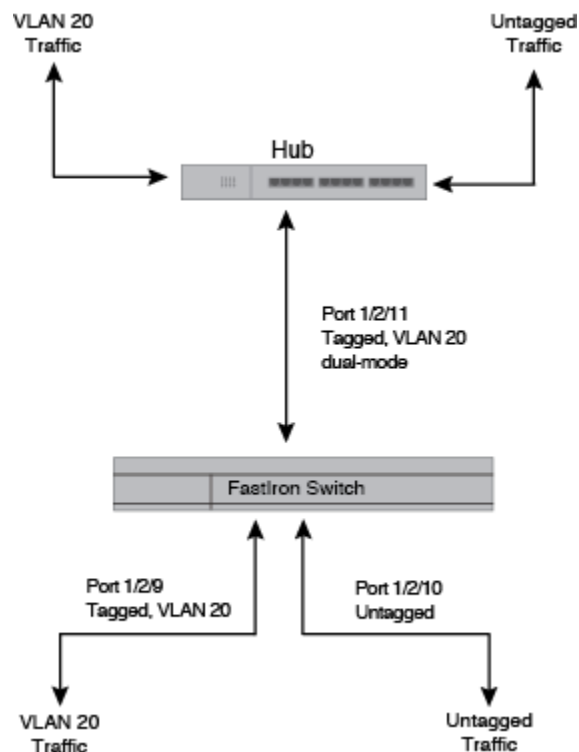 VLAN 20
Traffic
Untagged
Traffic
Hub
Port 1/2/11
Tagged, VLAN 20
dual-mode
FastIron Switch
Port 1/2/9
Tagged, VLAN 20
Port 1/2/10
Untagged
VLAN 20
Traffic
Untagged
Traffic